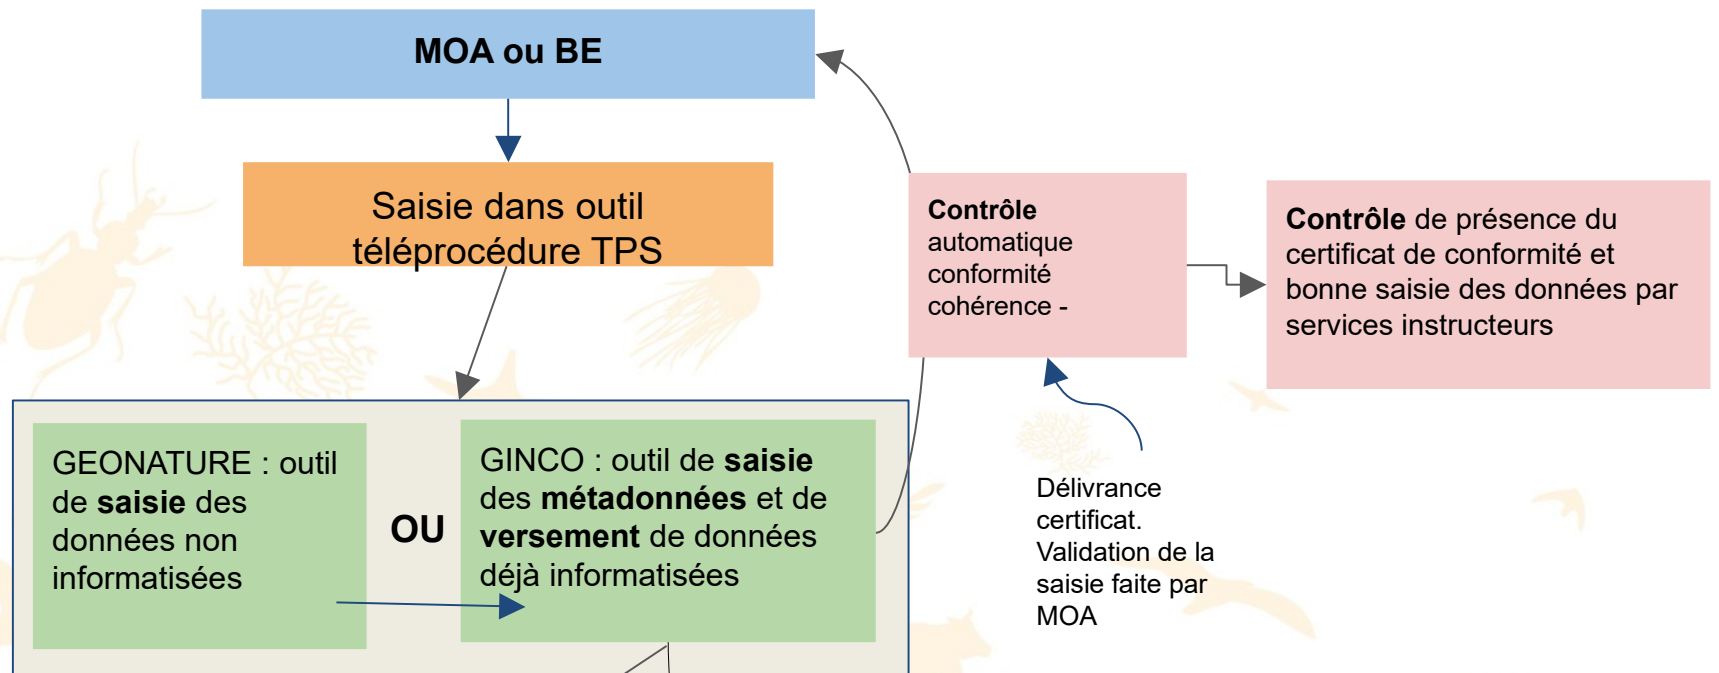 MOA ou BE
Saisie dans outil
téléprocédure TPS
Contrôle
automatique
conformité
cohérence -
Contrôle de présence du
certificat de conformité et
bonne saisie des données par
services instructeurs
GEONATURE : outil
de saisie des
données non
informatisées
OU
GINCO : outil de saisie
des métadonnées et de
versement de données
déjà informatisées
Délivrance
certificat.
Validation de la
saisie faite par
MOA